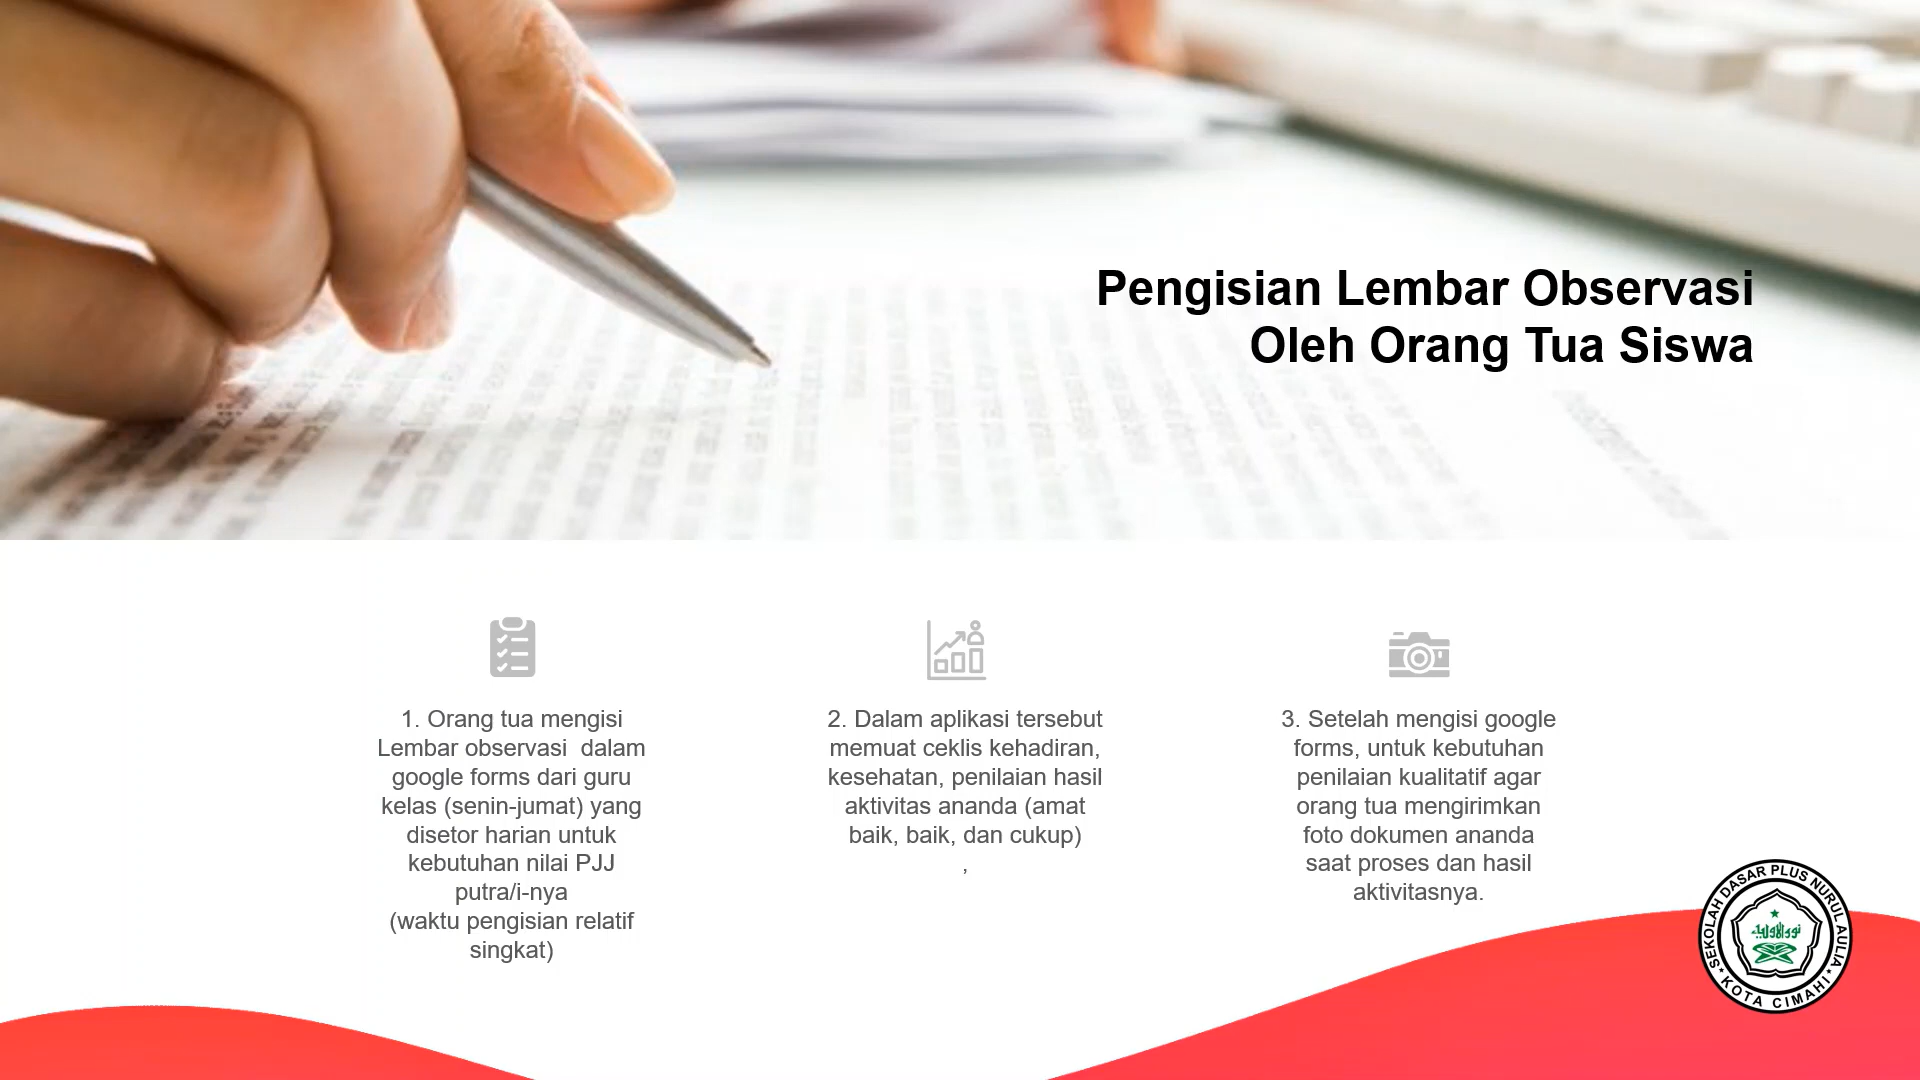 Pengisian Lembar Observasi
Oleh Orang Tua Siswa
1. Orang tua mengisi
Lembar observasi  dalam
google forms dari guru
kelas (senin-jumat) yang
disetor harian untuk
kebutuhan nilai PJJ
putra/i-nya
(waktu pengisian relatif
singkat)
2. Dalam aplikasi tersebut
memuat ceklis kehadiran,
kesehatan, penilaian hasil
aktivitas ananda (amat
baik, baik, dan cukup)
,
3. Setelah mengisi google
forms, untuk kebutuhan
penilaian kualitatif agar
orang tua mengirimkan
foto dokumen ananda
saat proses dan hasil
aktivitasnya.
SEKOLAH DASAR PLUS NURUL AULIA
KOTA CIMAHI